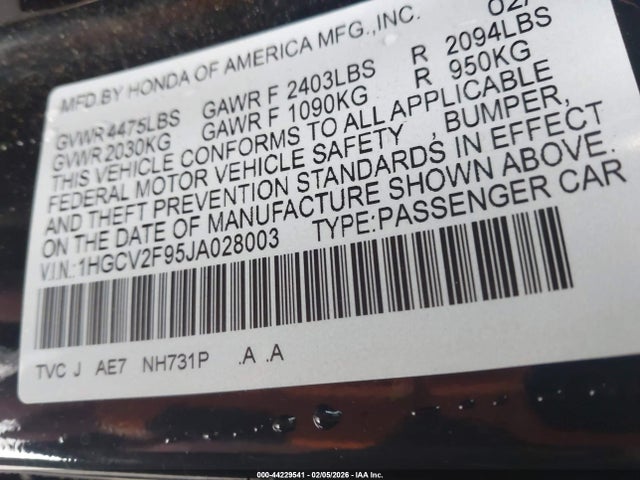 MFD.BY HONDA OF AMERICA MFG.,INC. 02/
GVWR 4475LBS GAWR F 2403LBS R 2094LBS
GVWR 2030KG GAWR F 1090KG R 950KG
THIS VEHICLE CONFORMS TO ALL APPLICABLE
FEDERAL MOTOR VEHICLE SAFETY , BUMPER,
AND THEFT PREVENTION STANDARDS IN EFFECT
ON THE DATE OF MANUFACTURE SHOWN ABOVE.
V.I.N.:1HGCV2F95JA028003 TYPE:PASSENGER CAR
TVC J AE7 NH731P .A .A
000-44229541 - 02/05/2026 - IAA Inc.